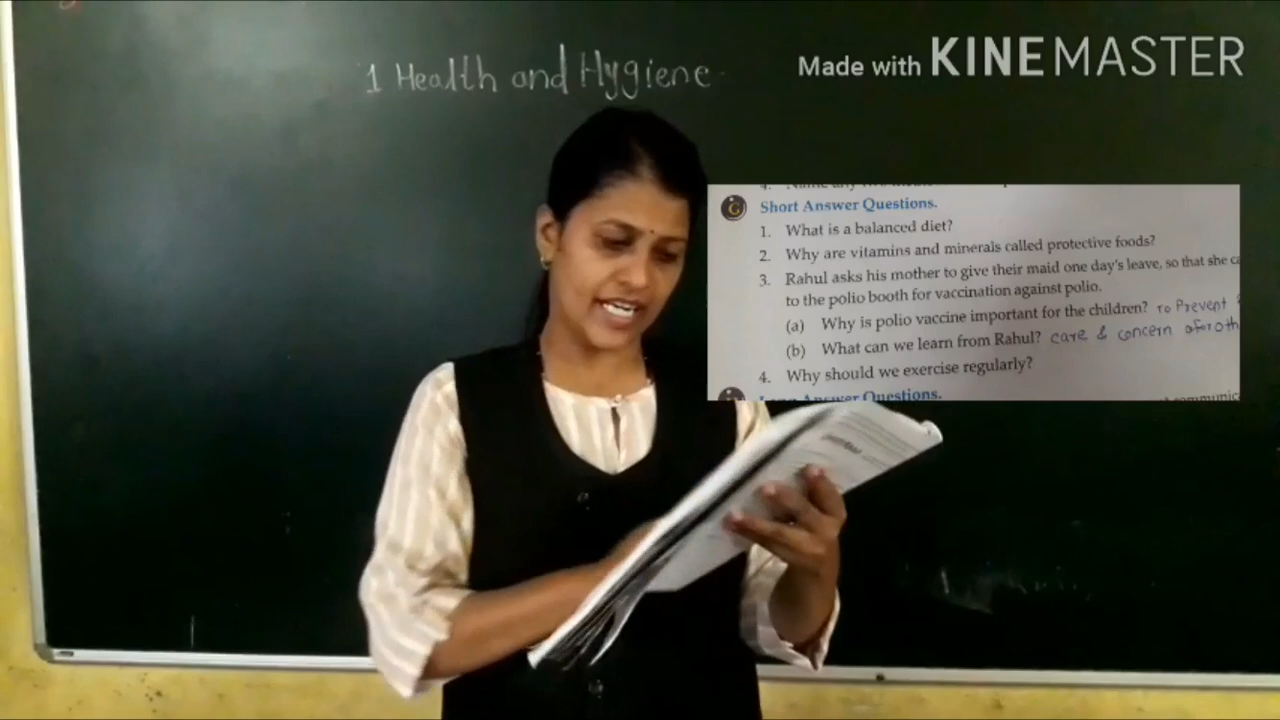 1 Health and Hygiene
Made with KINEMASTER
G Short Answer Questions.
1. What is a balanced diet?
2. Why are vitamins and minerals called protective foods?
3. Rahul asks his mother to give their maid one day's leave, so that she ca
to the polio booth for vaccination against polio.
(a) Why is polio vaccine important for the children? To Prevent
(b) What can we learn from Rahul? care & concern
4. Why should we exercise regularly?
Answer Questions.